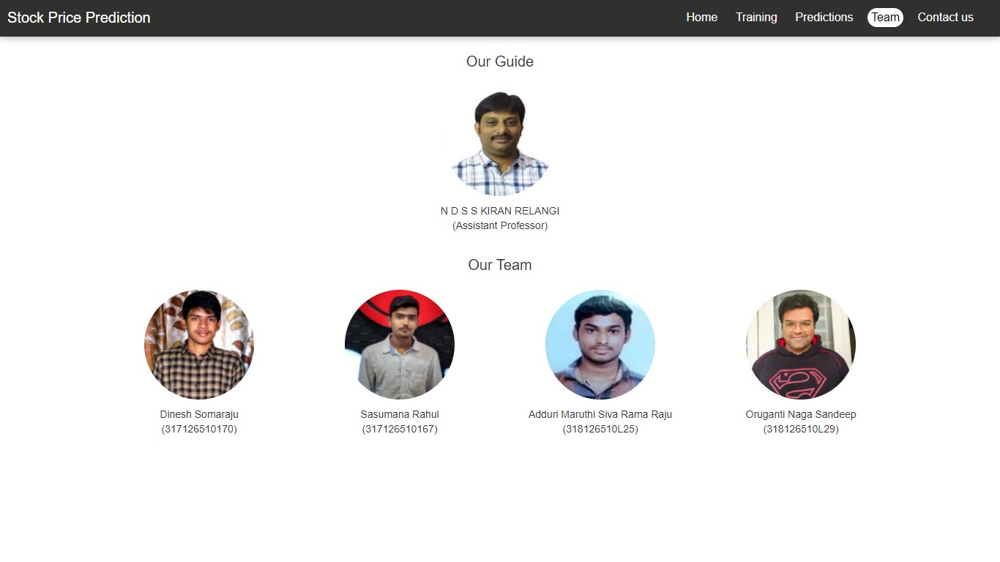 Stock Price Prediction
Home Training Predictions Team Contact us
Our Guide
N D S S KIRAN RELANGI
(Assistant Professor)
Our Team
Dinesh Somaraju
(317126510170)
Sasumana Rahul
(317126510167)
Adduri Maruthi Siva Rama Raju
(318126510L25)
Oruganti Naga Sandeep
(318126510L29)